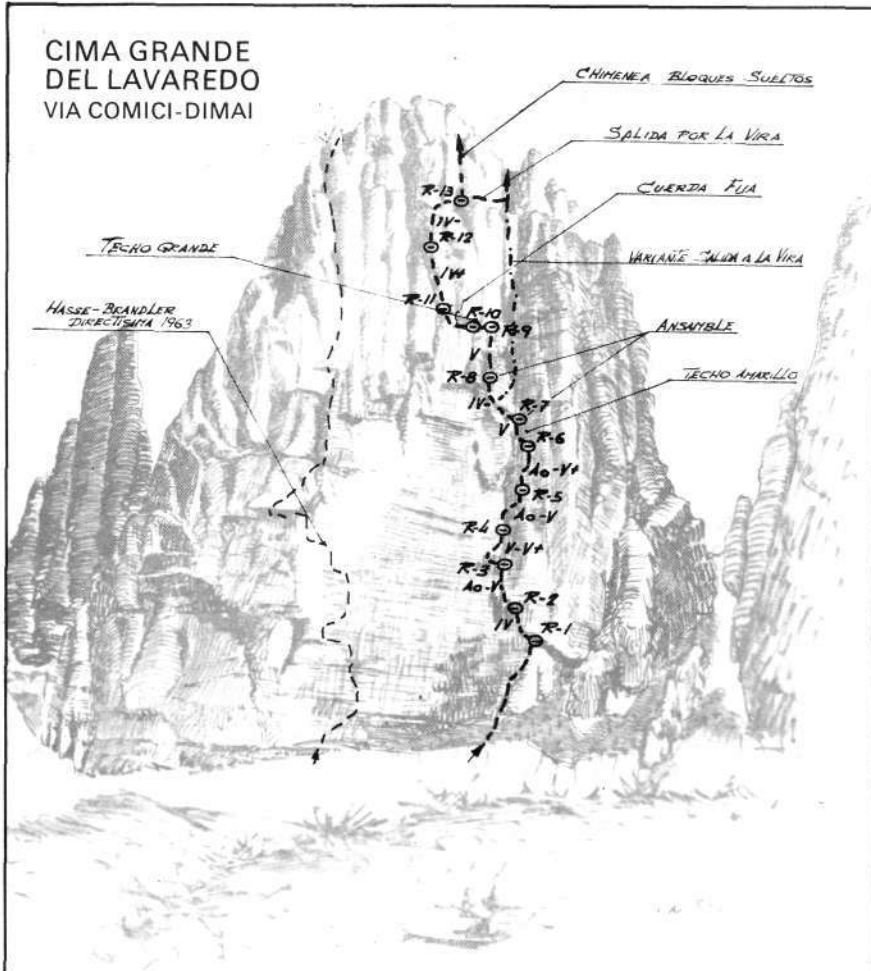 CIMA GRANDE
DEL LAVAREDO
VIA COMICI-DIMAI
CHIMENEA BLOQUES SUELTOS
SALIDA POR LA VIRA
CUERDA FIJA
R-13
IV-
R-12
TECHO GRANDE
VARIANTE SALIDA A LA VIRA
IV+
R-11
R-10
HASSE-BRANDLER
DIRECTISIMA 1963
R-9
ANSAMBLE
V
R-8
TECHO AMARILLO
IV-
R-7
V
R-6
Ao-V+
R-5
Ao-V
R-4
V-V+
R-3
Ao-V
R-2
IV
R-1